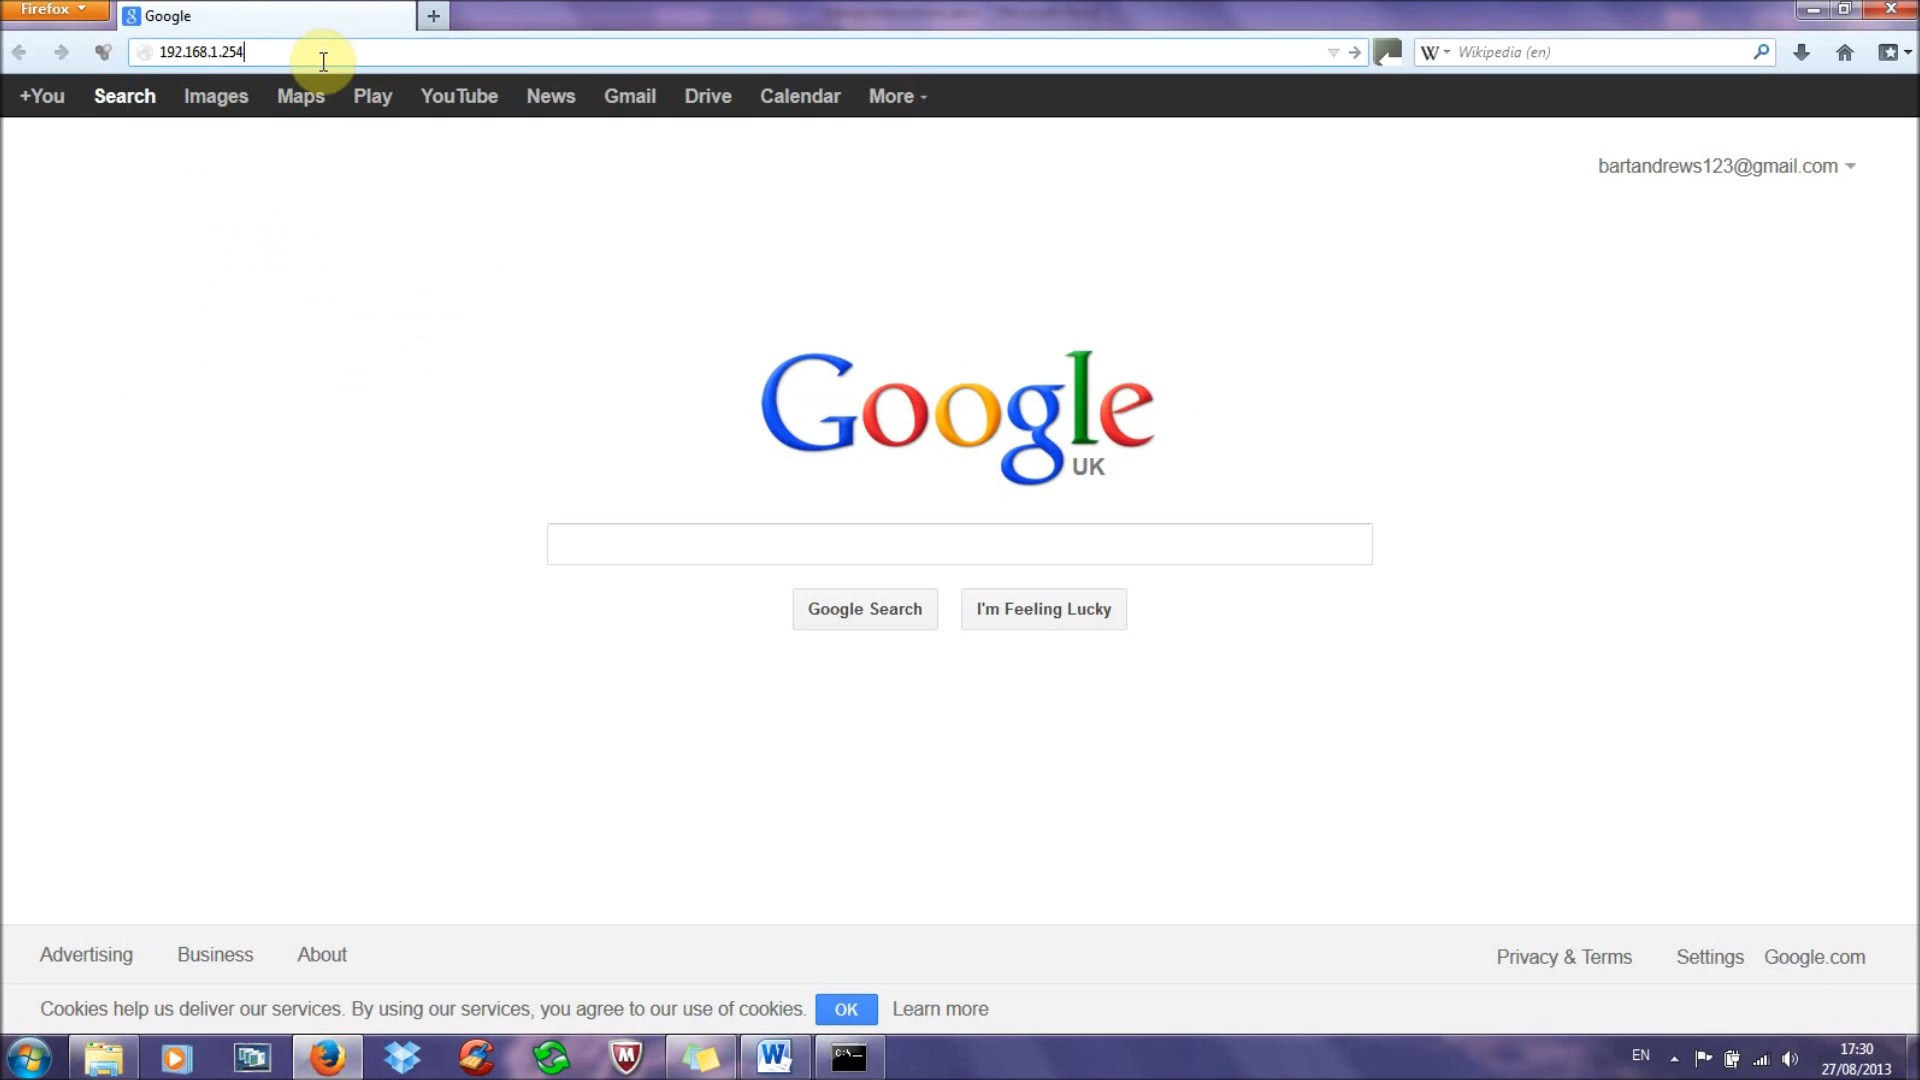 Firefox
Google
192.168.1.254
W Wikipedia (en)
+You Search Images Maps Play YouTube News Gmail Drive Calendar More
bartandrews123@gmail.com
Google
UK
Google Search I'm Feeling Lucky
Advertising Business About Privacy & Terms Settings Google.com
Cookies help us deliver our services. By using our services, you agree to our use of cookies. OK Learn more
EN
17:30
27/08/2013